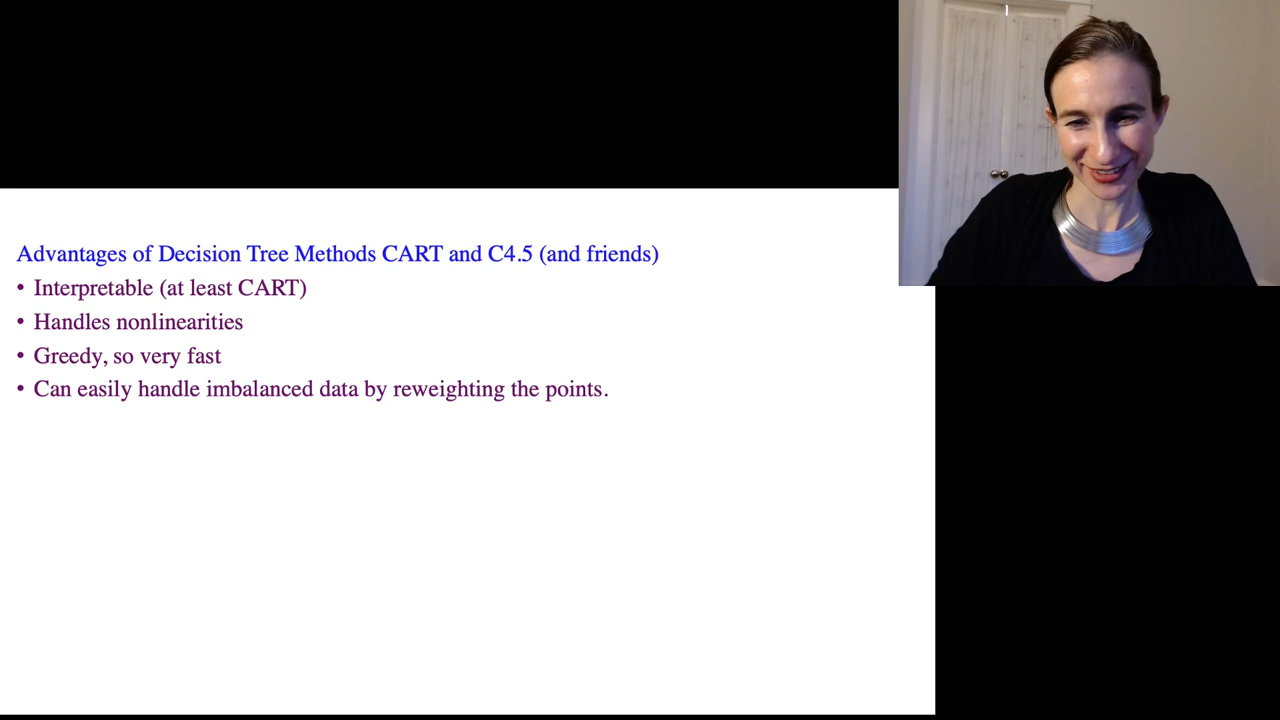 Advantages of Decision Tree Methods CART and C4.5 (and friends)
• Interpretable (at least CART)
• Handles nonlinearities
• Greedy, so very fast
• Can easily handle imbalanced data by reweighting the points.